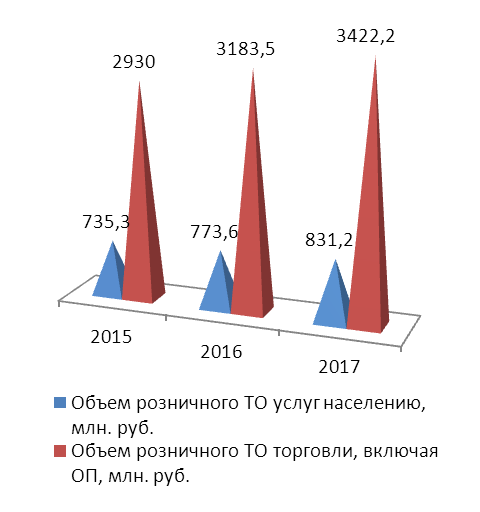 3422,2
3183,5
2930
735,3
773,6
831,2
2015
2016
2017
Объем розничного ТО услуг населению,
млн. руб.
Объем розничного ТО торговли, включая
ОП, млн. руб.